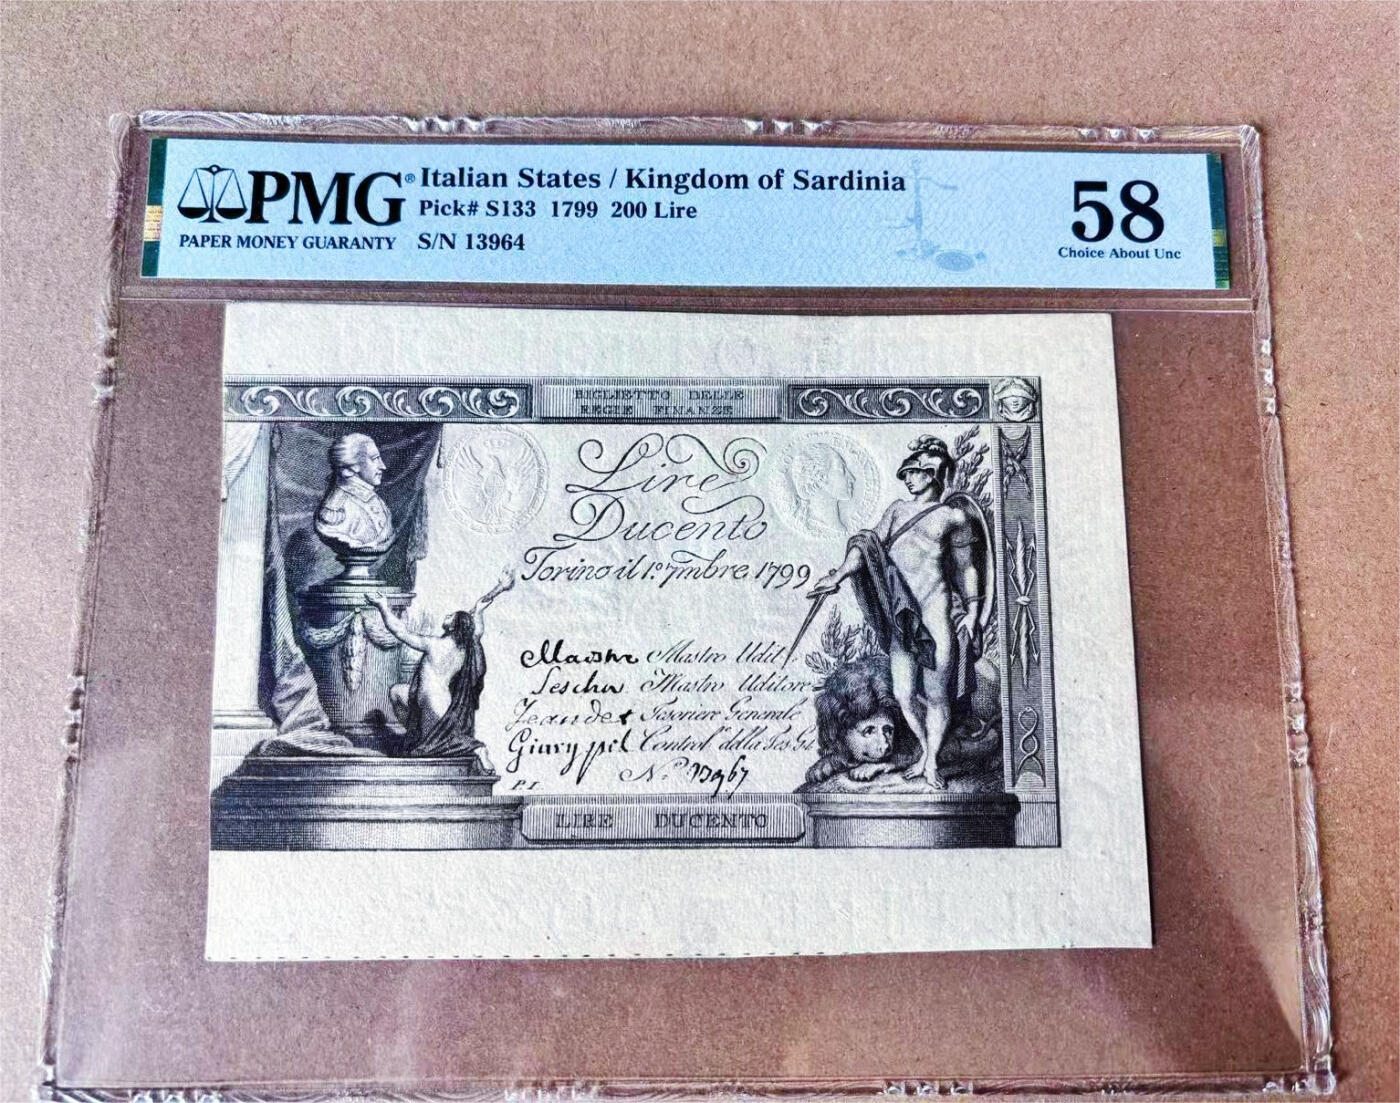 PMG® Italian States / Kingdom of Sardinia
Pick# S133 1799 200 Lire
PAPER MONEY GUARANTY S/N 13964
58
Choice About Unc
BIGLIETTO DELLE
REGIE FINANZE
Lire
Ducento
Torino il 1.º 7mbre. 1799
Mastro Udit
Mastro Uditore
Tesoriere Generale
Control.r della Tes. G.le
P. I.
N.º
LIRE DUCENTO